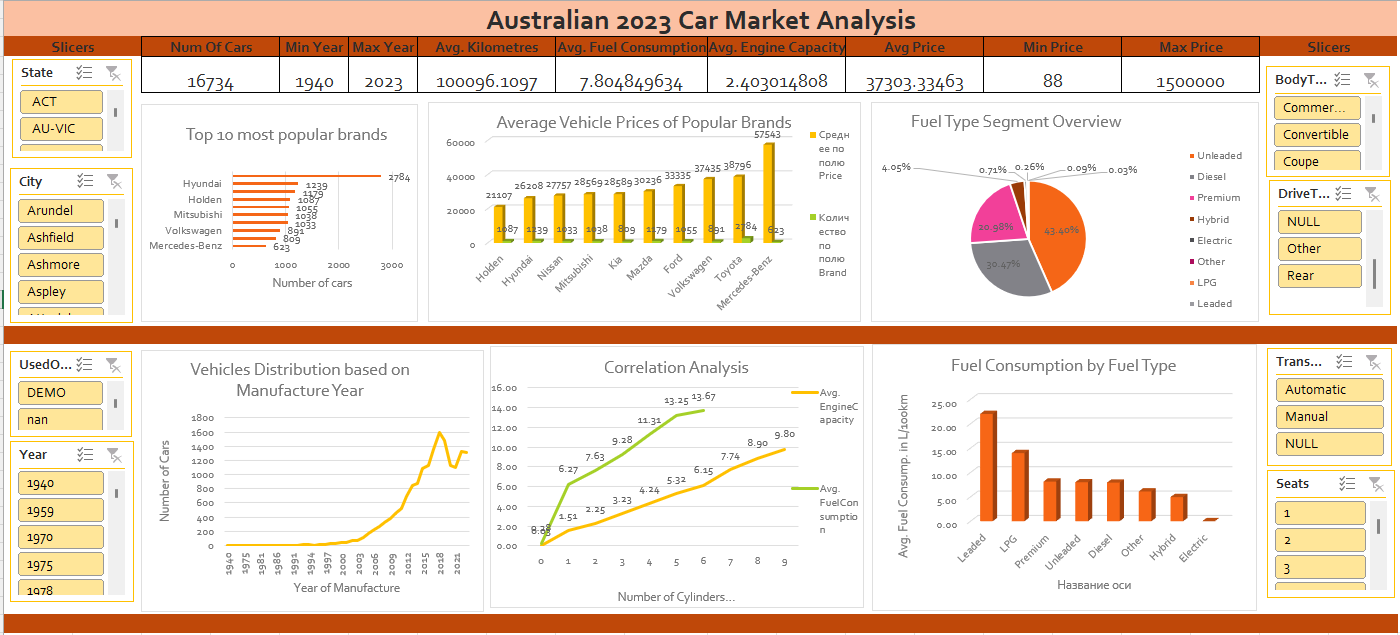 Australian 2023 Car Market Analysis
Slicers
Num Of Cars
Min Year
Max Year
Avg. Kilometres
Avg. Fuel Consumption
Avg. Engine Capacity
Avg Price
Min Price
Max Price
Slicers
16734
1940
2023
100096.1097
7.804849634
2.403014808
37303.33463
88
1500000
State
ACT
AU-VIC
City
Arundel
Ashfield
Ashmore
Aspley
Top 10 most popular brands
Hyundai
Holden
Mitsubishi
Volkswagen
Mercedes-Benz
2784
1239
1179
1087
1055
1038
1033
891
809
623
0
1000
2000
3000
Number of cars
Average Vehicle Prices of Popular Brands
60000
40000
20000
0
21107
26208
27757
28569
28589
30236
33335
37435
38796
57543
1087
1239
1033
1038
809
1179
1055
891
2784
623
Holden
Hyundai
Nissan
Mitsubishi
Kia
Mazda
Ford
Volkswagen
Toyota
Mercedes-Benz
Средн
ее по
полю
Price
Колич
ество
по
полю
Brand
Fuel Type Segment Overview
4.05%
0.71%
0.26%
0.09%
0.03%
20.98%
43.40%
30.47%
Unleaded
Diesel
Premium
Hybrid
Electric
Other
LPG
Leaded
BodyT...
Commer...
Convertible
Coupe
DriveT...
NULL
Other
Rear
UsedO...
DEMO
nan
Year
1940
1959
1970
1975
1978
Vehicles Distribution based on
Manufacture Year
Number of Cars
1800
1600
1400
1200
1000
800
600
400
200
0
1940
1975
1981
1986
1991
1994
1997
2000
2003
2006
2009
2012
2015
2018
2021
Year of Manufacture
Correlation Analysis
16.00
14.00
12.00
10.00
8.00
6.00
4.00
2.00
0.00
6.27
7.63
9.28
11.31
13.25
13.67
1.51
2.25
3.23
4.24
5.32
6.15
7.74
8.90
9.80
0
1
2
3
4
5
6
7
8
9
Number of Cylinders...
Avg.
EngineC
apacity
Avg.
FuelCon
sumptio
n
Fuel Consumption by Fuel Type
Avg. Fuel Consump. in L/100km
25.00
20.00
15.00
10.00
5.00
0.00
Leaded
LPG
Premium
Unleaded
Diesel
Other
Hybrid
Electric
Название оси
Trans...
Automatic
Manual
NULL
Seats
1
2
3